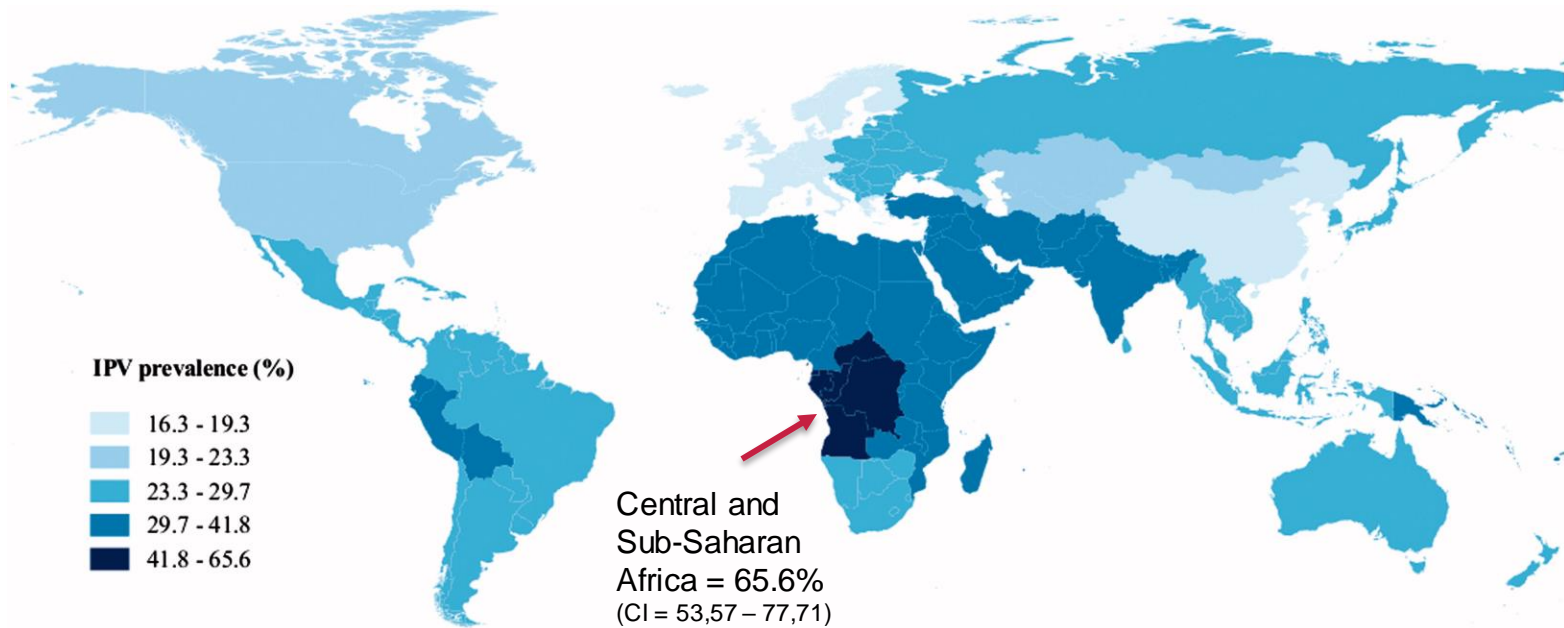 IPV prevalence (%)
16.3 - 19.3
19.3 - 23.3
23.3 - 29.7
29.7 - 41.8
41.8 - 65.6
Central and
Sub-Saharan
Africa = 65.6%
(CI = 53,57 – 77,71)